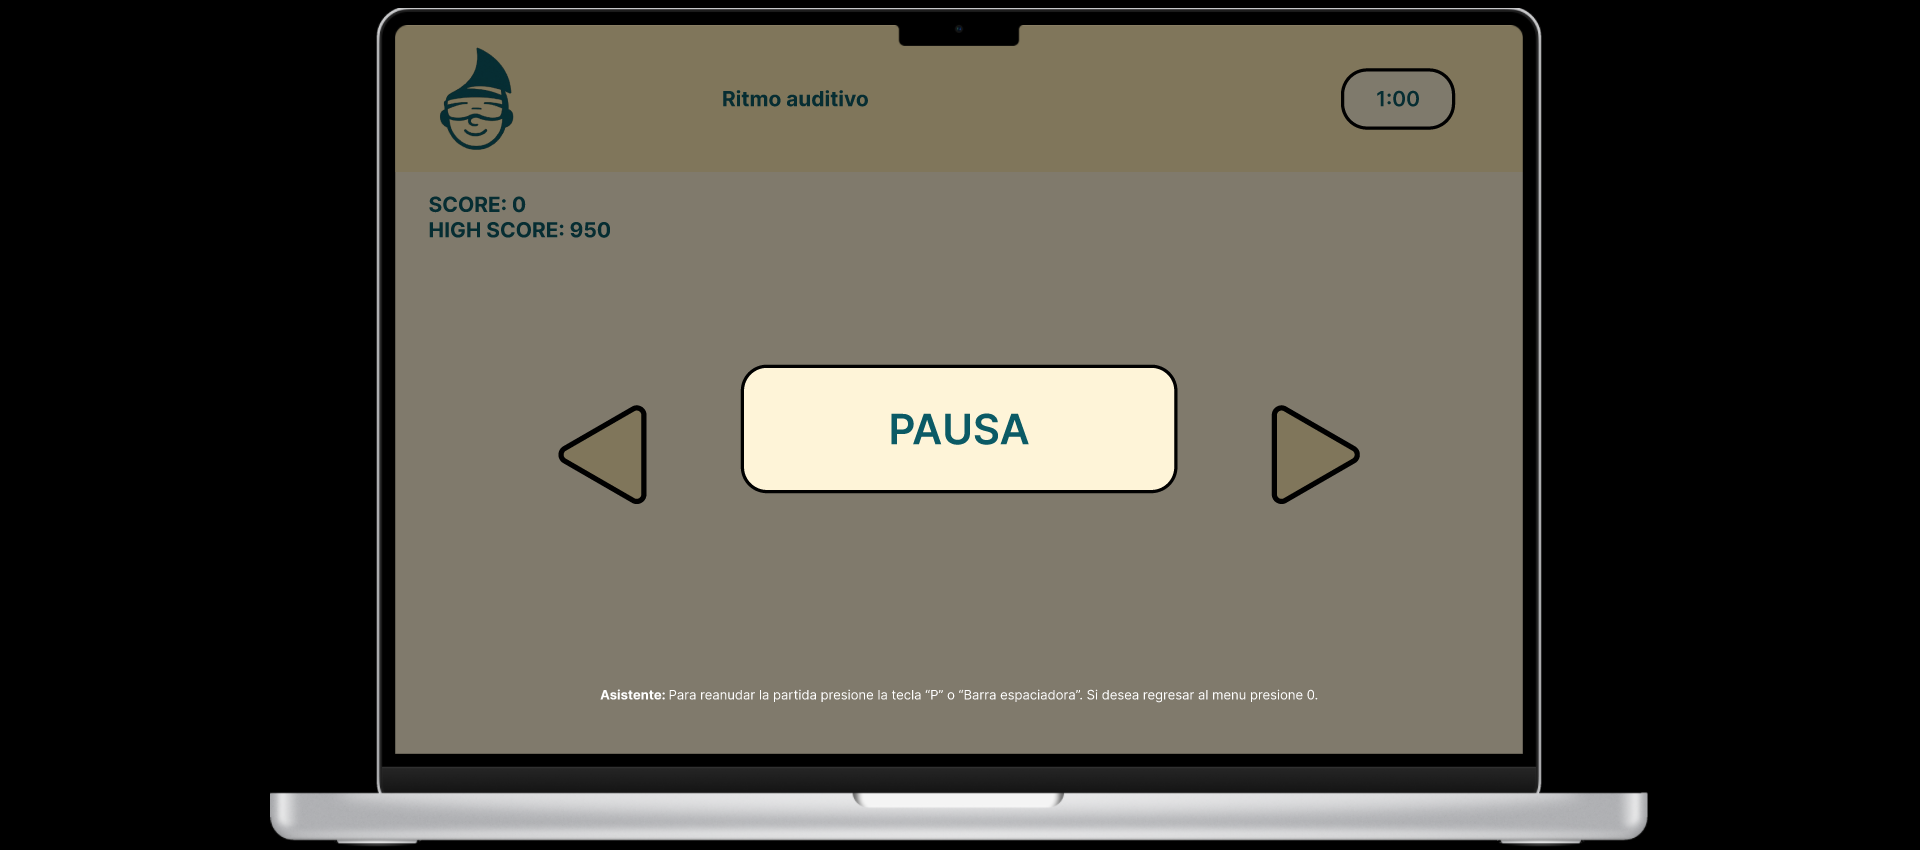 Ritmo auditivo
1:00
SCORE: 0
HIGH SCORE: 950
PAUSA
Asistente: Para reanudar la partida presione la tecla “P” o “Barra espaciadora”. Si desea regresar al menu presione 0.